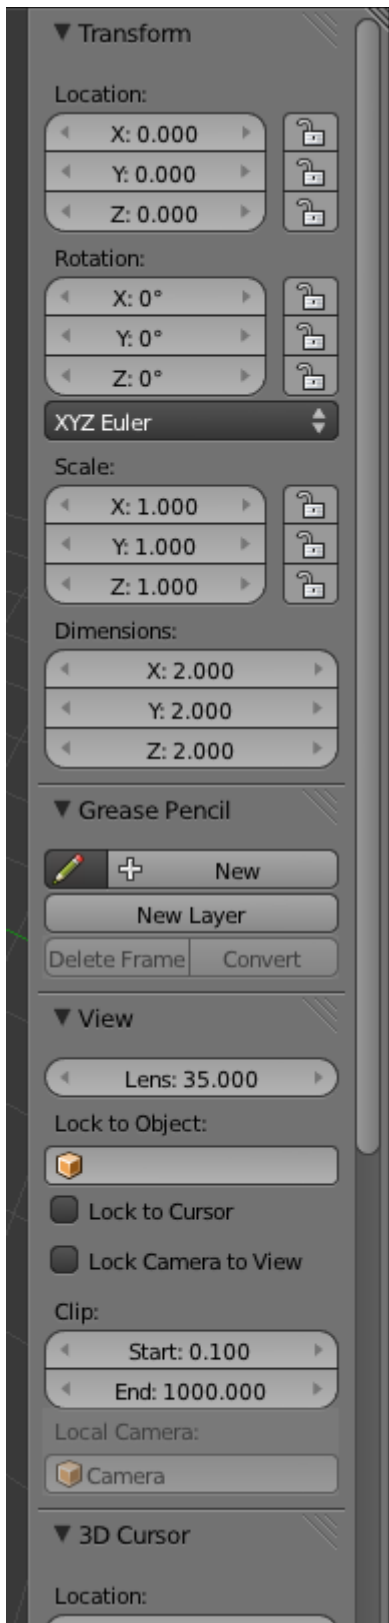 Transform
Location:
X: 0.000
Y: 0.000
Z: 0.000
Rotation:
X: 0°
Y: 0°
Z: 0°
XYZ Euler
Scale:
X: 1.000
Y: 1.000
Z: 1.000
Dimensions:
X: 2.000
Y: 2.000
Z: 2.000
Grease Pencil
New
New Layer
Delete Frame Convert
View
Lens: 35.000
Lock to Object:
Lock to Cursor
Lock Camera to View
Clip:
Start: 0.100
End: 1000.000
Local Camera:
Camera
3D Cursor
Location: